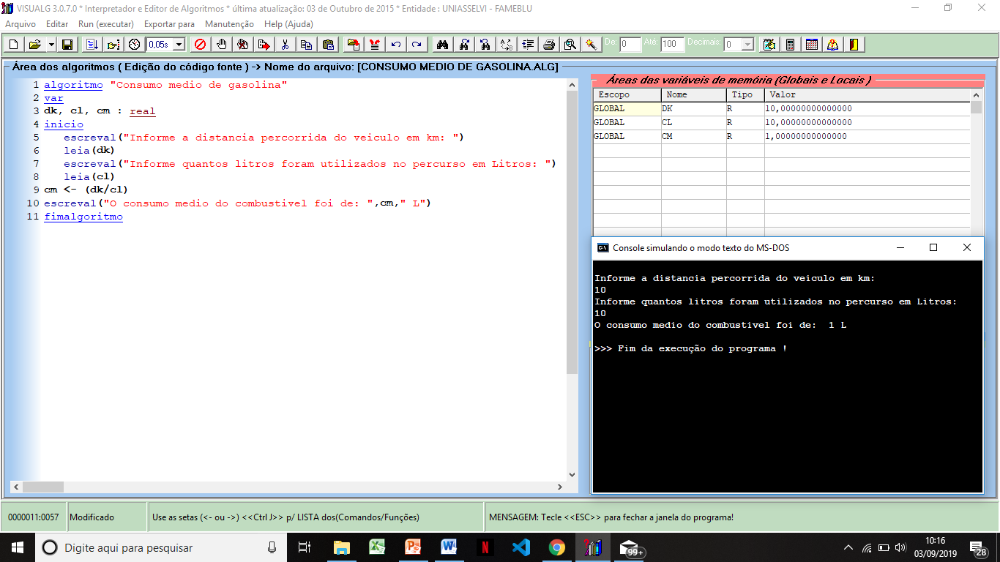 VISUALG 3.0.7.0 * Interpretador e Editor de Algoritmos * última atualização: 03 de Outubro de 2015 * Entidade : UNIASSELVI - FAMEBLU
Arquivo Editar Run (executar) Exportar para Manutenção Help (Ajuda)
0,05s De: 0 Até: 100 Decimais: 0
Área dos algoritmos ( Edição do código fonte ) -> Nome do arquivo: [CONSUMO MEDIO DE GASOLINA.ALG]
1 algoritmo "Consumo medio de gasolina"
2 var
3 dk, cl, cm : real
4 inicio
5 escreval("Informe a distancia percorrida do veiculo em km: ")
6 leia(dk)
7 escreval("Informe quantos litros foram utilizados no percurso em Litros: ")
8 leia(cl)
9 cm <- (dk/cl)
10 escreval("O consumo medio do combustivel foi de: ",cm," L")
11 fimalgoritmo
Áreas das variáveis de memória (Globais e Locais )
Escopo Nome Tipo Valor
GLOBAL DK R 10,00000000000000
GLOBAL CL R 10,00000000000000
GLOBAL CM R 1,00000000000000
Console simulando o modo texto do MS-DOS
Informe a distancia percorrida do veiculo em km:
10
Informe quantos litros foram utilizados no percurso em Litros:
10
O consumo medio do combustivel foi de:  1 L
>>> Fim da execução do programa !
0000011:0057 Modificado Use as setas (<- ou ->) <<Ctrl J>> p/ LISTA dos(Comandos/Funções) MENSAGEM: Tecle <<ESC>> para fechar a janela do programa!
Digite aqui para pesquisar
99+
10:16
03/09/2019
28